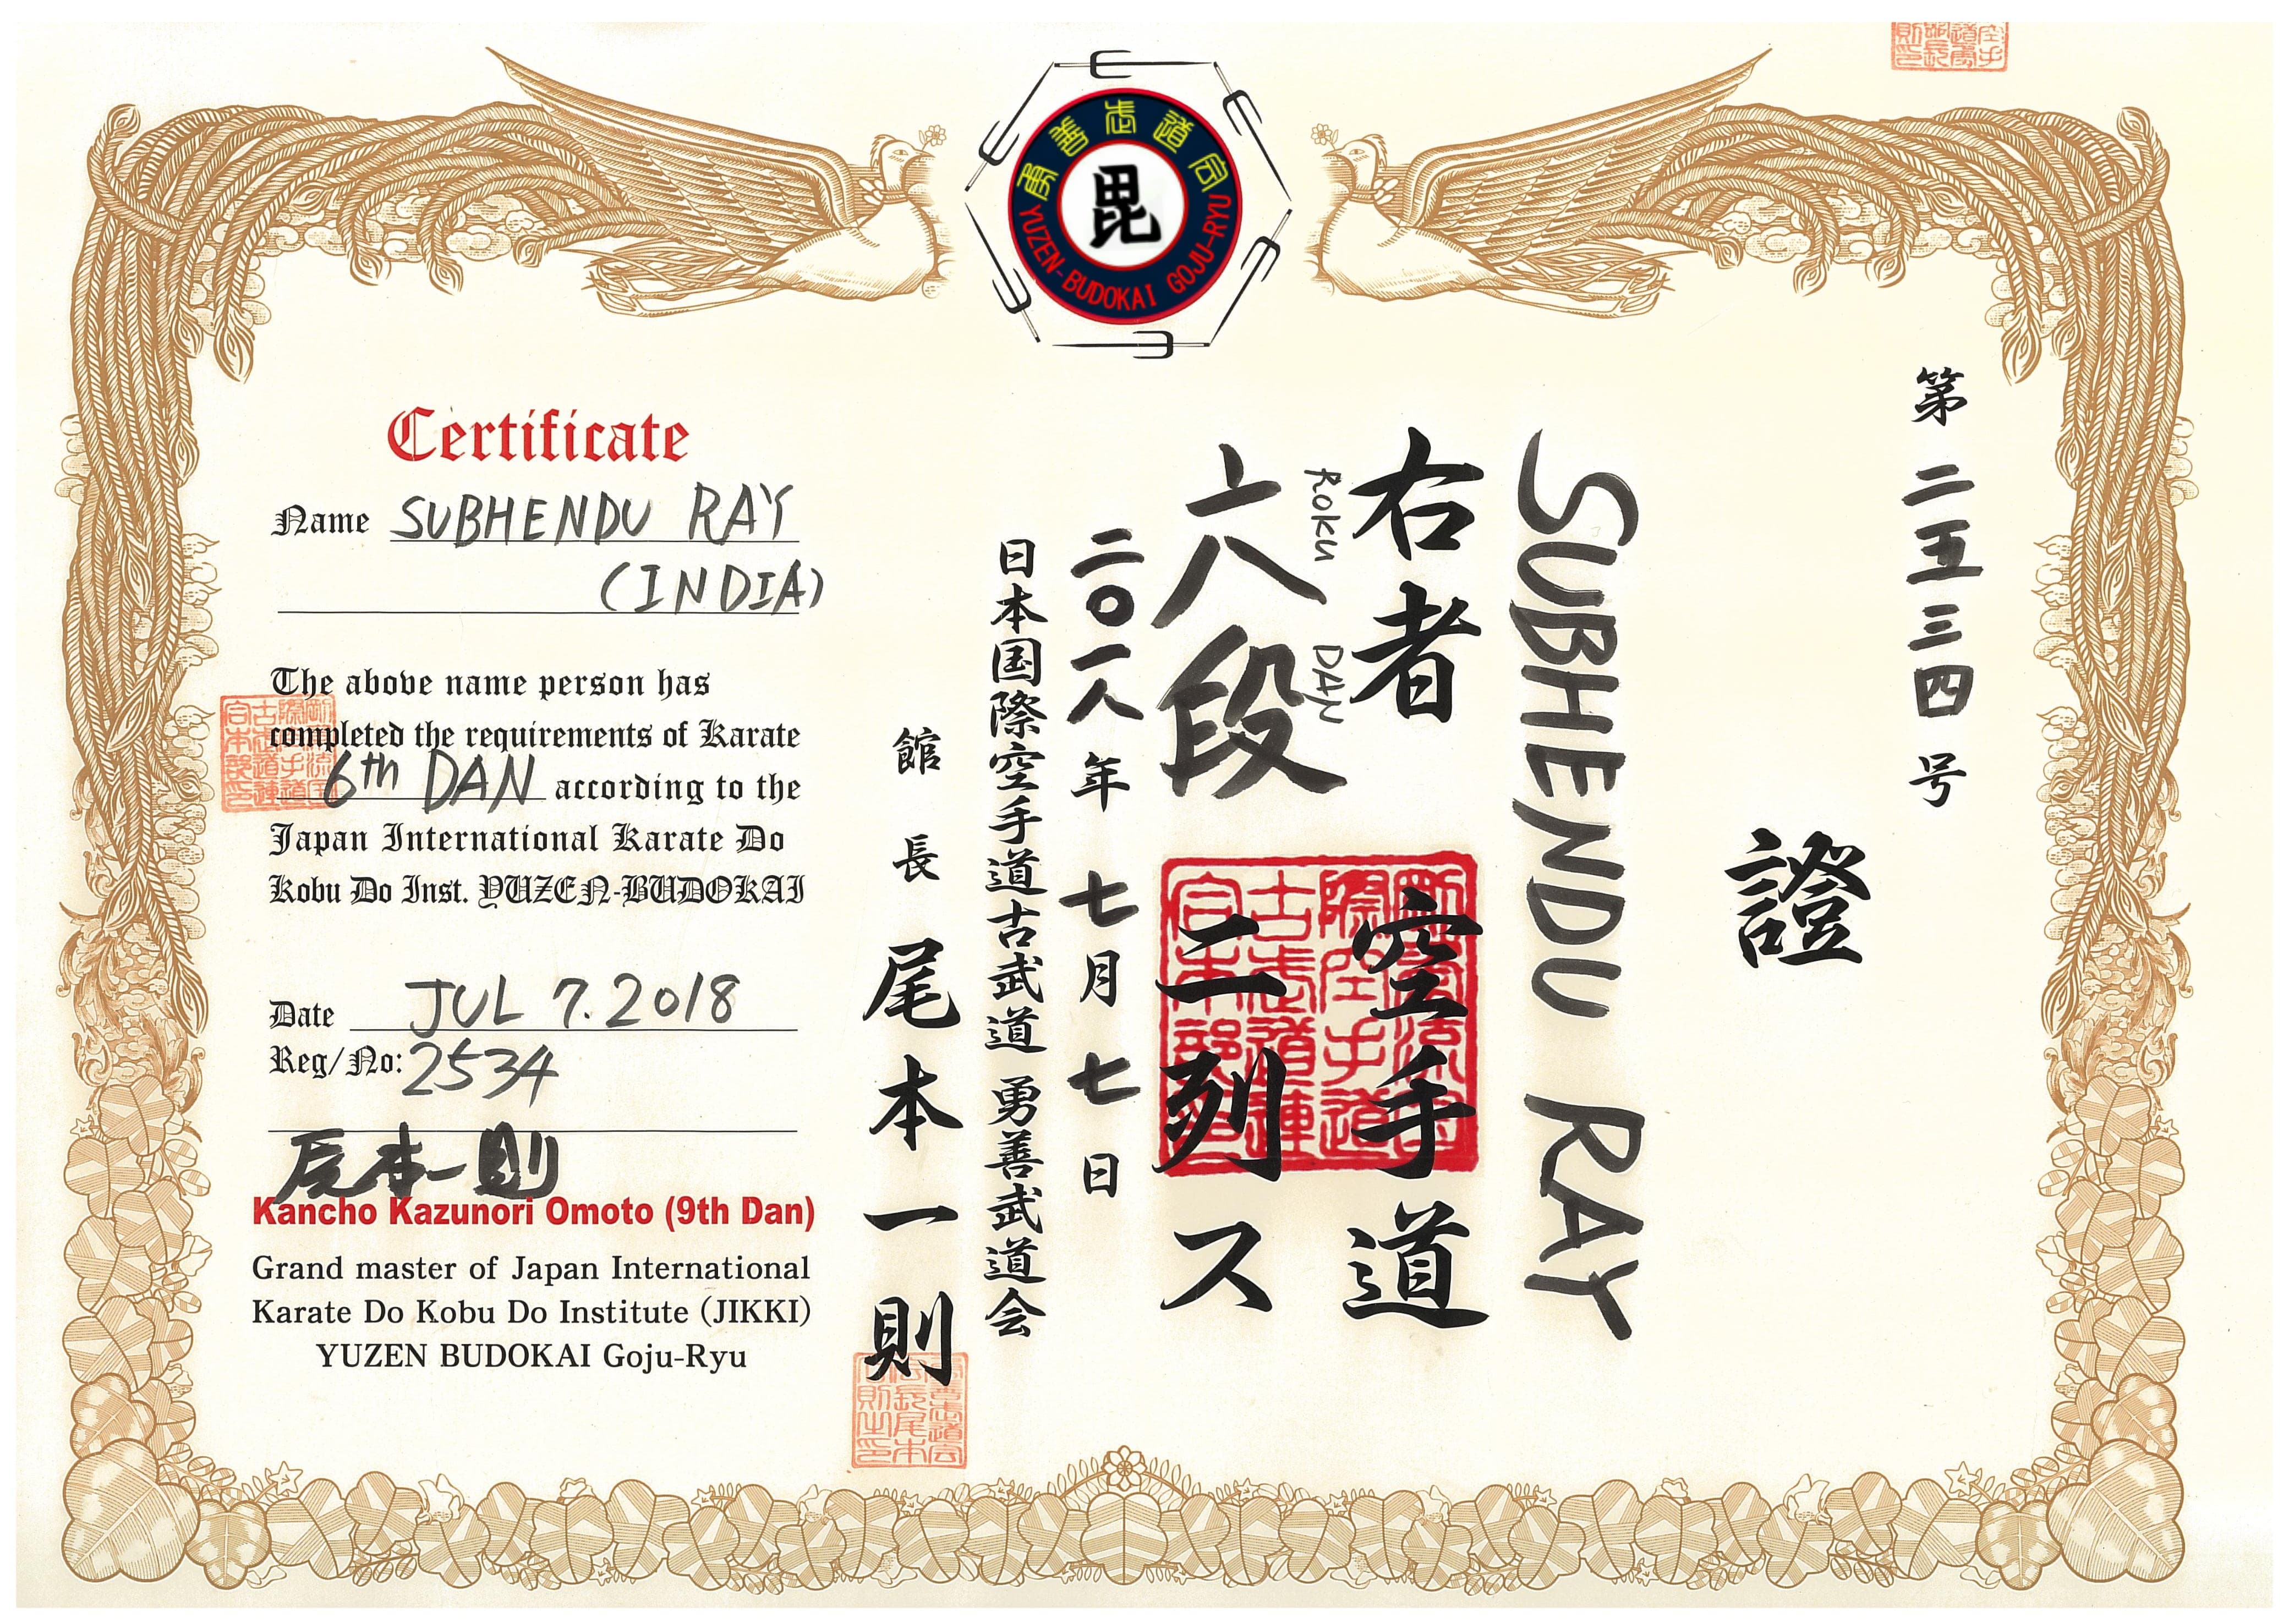 勇善武道会
毘
YUZEN-BUDOKAI GOJU-RYU
第二五三四号
證
SUBHENDU RAY
右者 空手道
ROKU DAN
六段 二列ス
二〇一八年 七月 七日
日本国際空手道古武道 勇善武道会
館長 尾本一則
Certificate
Name SUBHENDU RAY
(INDIA)
The above name person has
completed the requirements of Karate
6th DAN according to the
Japan International Karate Do
Kobu Do Inst. YUZEN-BUDOKAI
Date JUL 7. 2018
Reg/No: 2534
尾本一則
Kancho Kazunori Omoto (9th Dan)
Grand master of Japan International
Karate Do Kobu Do Institute (JIKKI)
YUZEN BUDOKAI Goju-Ryu